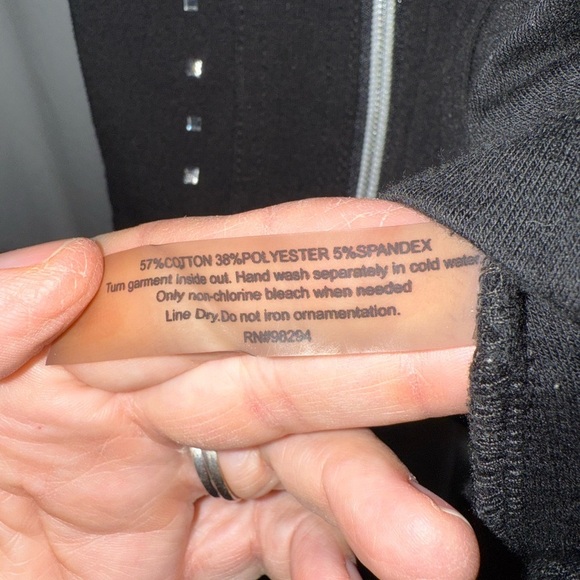 57%COTTON 38%POLYESTER 5%SPANDEX
Turn garment inside out. Hand wash separately in cold water
Only non-chlorine bleach when needed
Line Dry.Do not iron ornamentation.
RN#98294